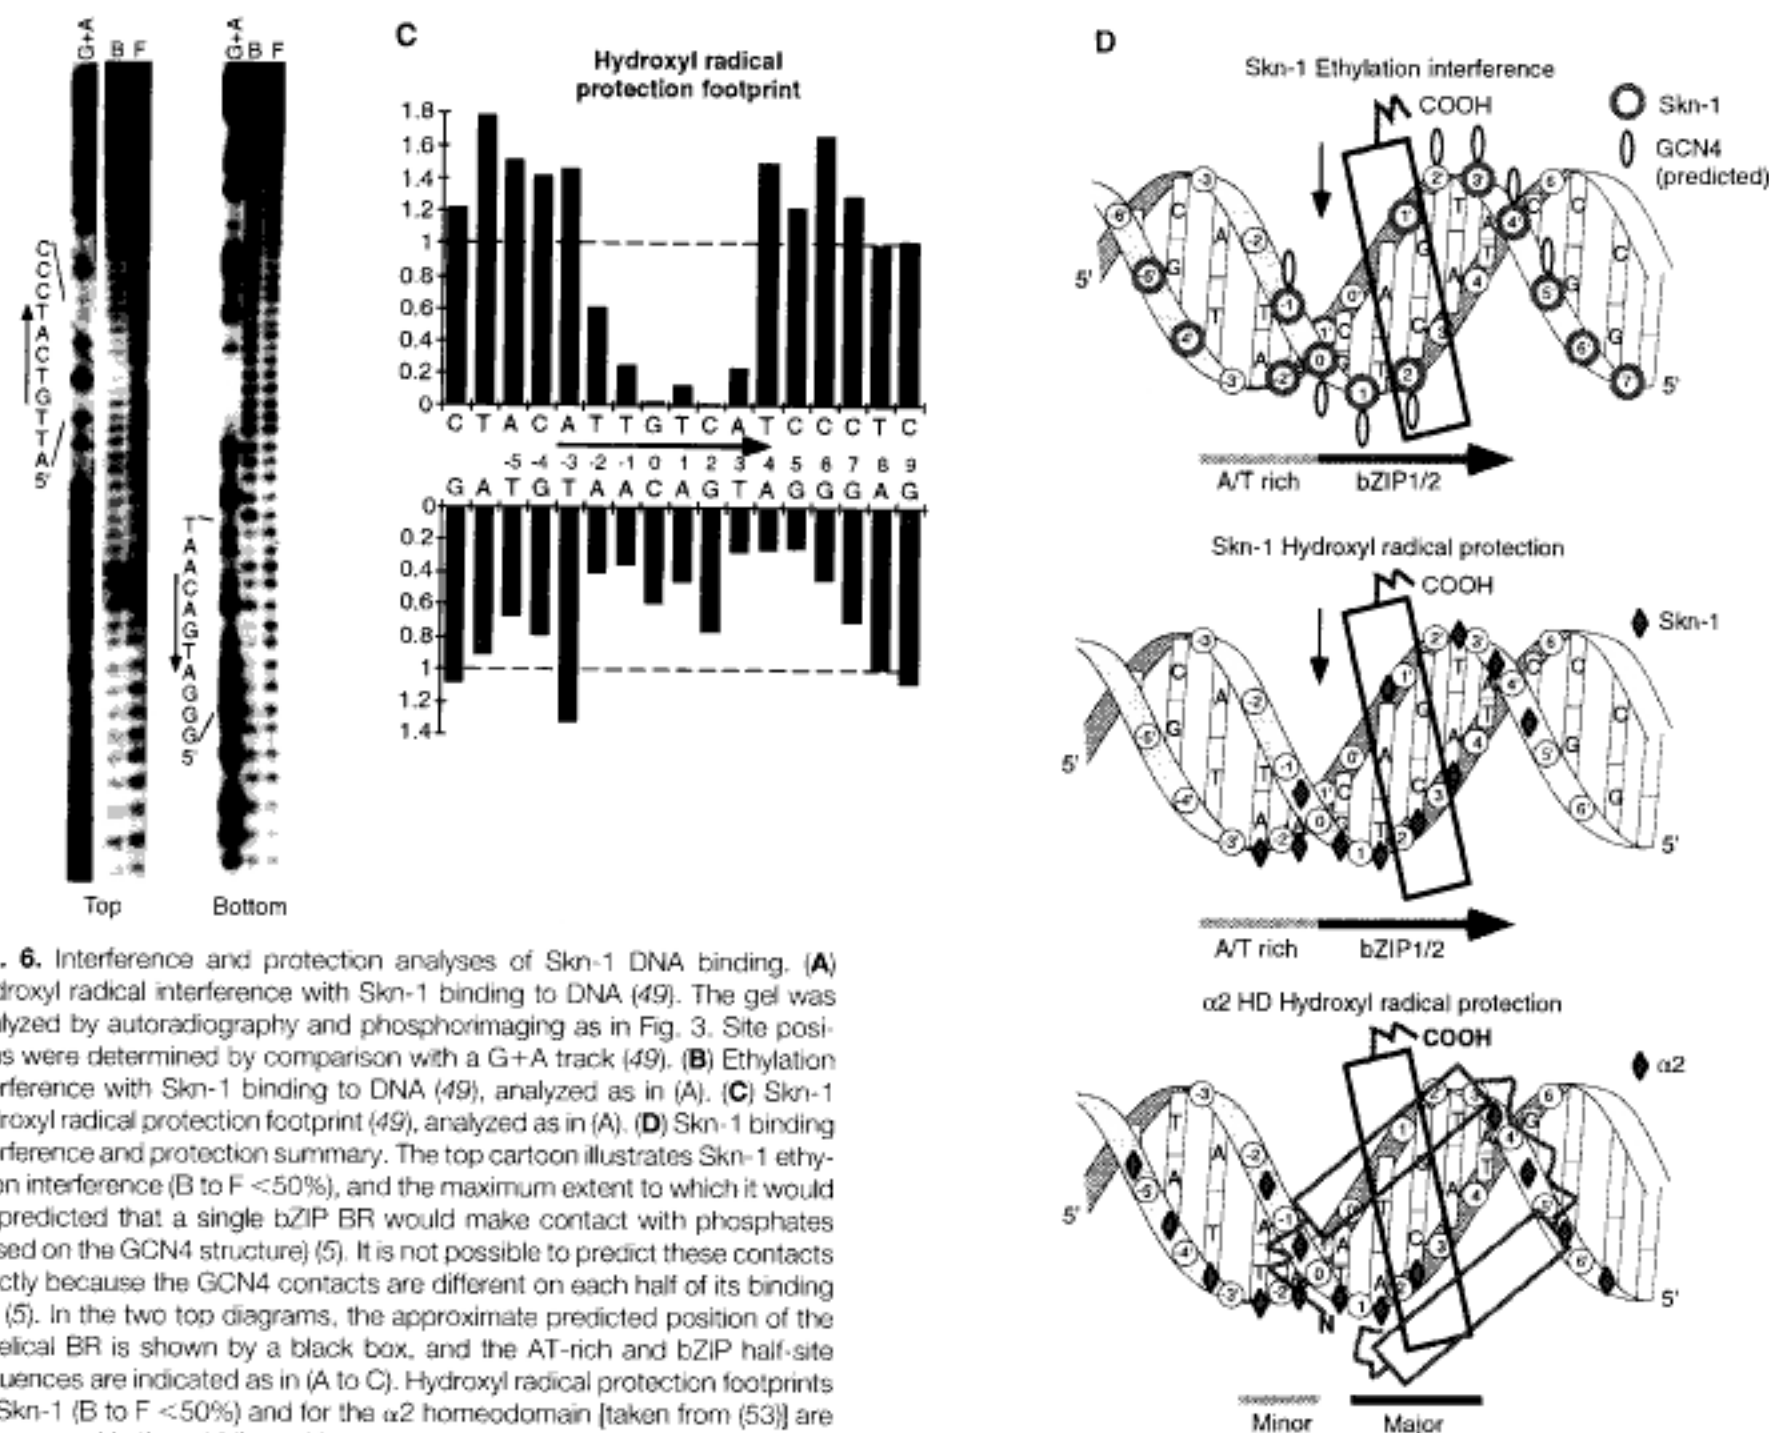 G+A B F
G+A B F
C
C
C
T
A
C
T
G
T
T
A
5'
T
A
A
C
A
G
T
A
G
G
G
5'
Top
Bottom
C
Hydroxyl radical
protection footprint
1.8
1.6
1.4
1.2
1
0.8
0.6
0.4
0.2
0
C T A C A T T G T C A T C C C T C
-5 -4 -3 -2 -1 0 1 2 3 4 5 6 7 8 9
G A T G T A A C A G T A G G G A G
0
0.2
0.4
0.6
0.8
1
1.2
1.4
D
Skn-1 Ethylation interference
COOH
Skn-1
GCN4
(predicted)
5'
5'
A/T rich bZIP1/2
Skn-1 Hydroxyl radical protection
COOH
Skn-1
5'
5'
A/T rich bZIP1/2
α2 HD Hydroxyl radical protection
COOH
α2
5'
5'
N
Minor Major
. 6. Interference and protection analyses of Skn-1 DNA binding. (A)
droxyl radical interference with Skn-1 binding to DNA (49). The gel was
lyzed by autoradiography and phosphorimaging as in Fig. 3. Site posi-
s were determined by comparison with a G+A track (49). (B) Ethylation
rference with Skn-1 binding to DNA (49), analyzed as in (A). (C) Skn-1
roxyl radical protection footprint (49), analyzed as in (A). (D) Skn-1 binding
rference and protection summary. The top cartoon illustrates Skn-1 ethy-
on interference (B to F <50%), and the maximum extent to which it would
predicted that a single bZIP BR would make contact with phosphates
sed on the GCN4 structure) (5). It is not possible to predict these contacts
ctly because the GCN4 contacts are different on each half of its binding
(5). In the two top diagrams, the approximate predicted position of the
elical BR is shown by a black box, and the AT-rich and bZIP half-site
uences are indicated as in (A to C). Hydroxyl radical protection footprints
Skn-1 (B to F <50%) and for the α2 homeodomain [taken from (53)] are